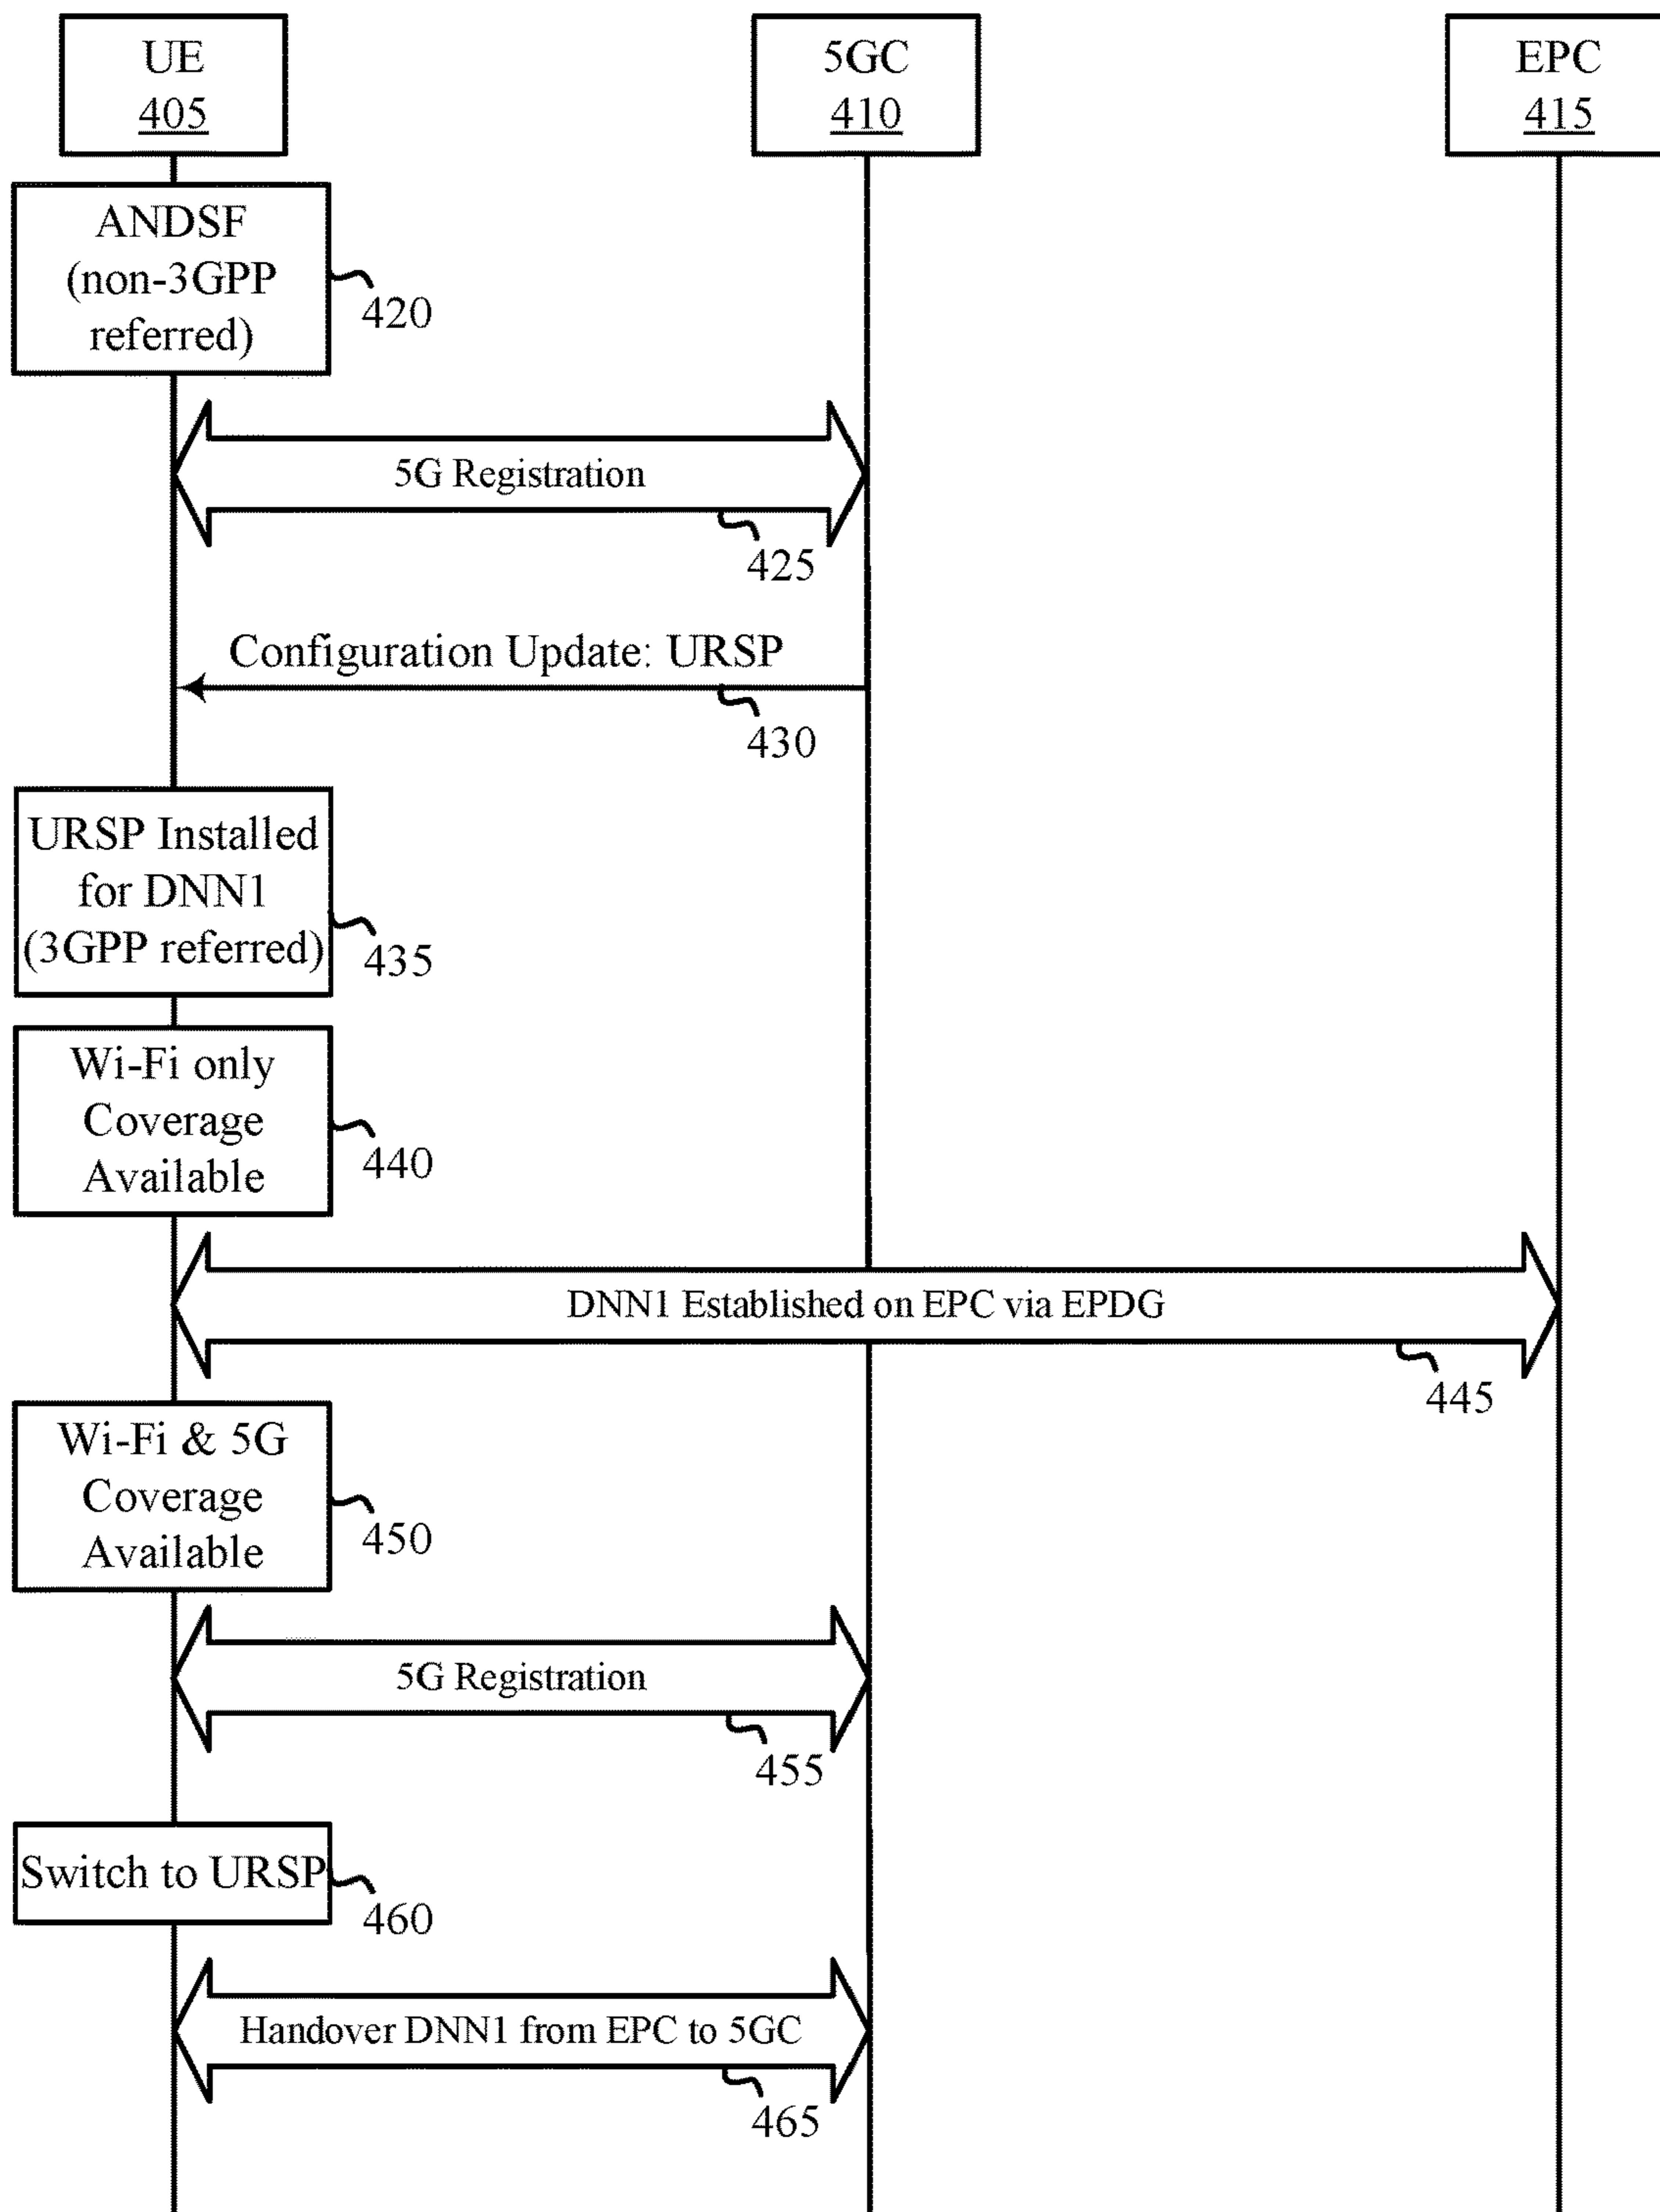 UE
405
5GC
410
EPC
415
ANDSF
(non-3GPP
referred)
420
5G Registration
425
Configuration Update: URSP
430
URSP Installed
for DNN1
(3GPP referred)
435
Wi-Fi only
Coverage
Available
440
DNN1 Established on EPC via EPDG
445
Wi-Fi & 5G
Coverage
Available
450
5G Registration
455
Switch to URSP
460
Handover DNN1 from EPC to 5GC
465